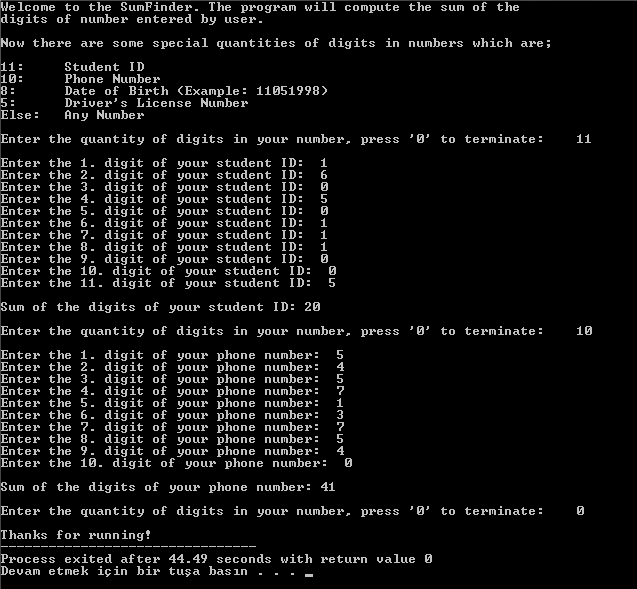 Welcome to the SumFinder. The program will compute the sum of the
digits of number entered by user.
Now there are some special quantities of digits in numbers which are;
11:     Student ID
10:     Phone Number
8:      Date of Birth (Example: 11051998)
5:      Driver's License Number
Else:   Any Number
Enter the quantity of digits in your number, press '0' to terminate:    11
Enter the 1. digit of your student ID:  1
Enter the 2. digit of your student ID:  6
Enter the 3. digit of your student ID:  0
Enter the 4. digit of your student ID:  5
Enter the 5. digit of your student ID:  0
Enter the 6. digit of your student ID:  1
Enter the 7. digit of your student ID:  1
Enter the 8. digit of your student ID:  1
Enter the 9. digit of your student ID:  0
Enter the 10. digit of your student ID:  0
Enter the 11. digit of your student ID:  5
Sum of the digits of your student ID: 20
Enter the quantity of digits in your number, press '0' to terminate:    10
Enter the 1. digit of your phone number:  5
Enter the 2. digit of your phone number:  4
Enter the 3. digit of your phone number:  5
Enter the 4. digit of your phone number:  7
Enter the 5. digit of your phone number:  1
Enter the 6. digit of your phone number:  3
Enter the 7. digit of your phone number:  7
Enter the 8. digit of your phone number:  5
Enter the 9. digit of your phone number:  4
Enter the 10. digit of your phone number:  0
Sum of the digits of your phone number: 41
Enter the quantity of digits in your number, press '0' to terminate:    0
Thanks for running!
--------------------------------
Process exited after 44.49 seconds with return value 0
Devam etmek için bir tuşa basın . . . _